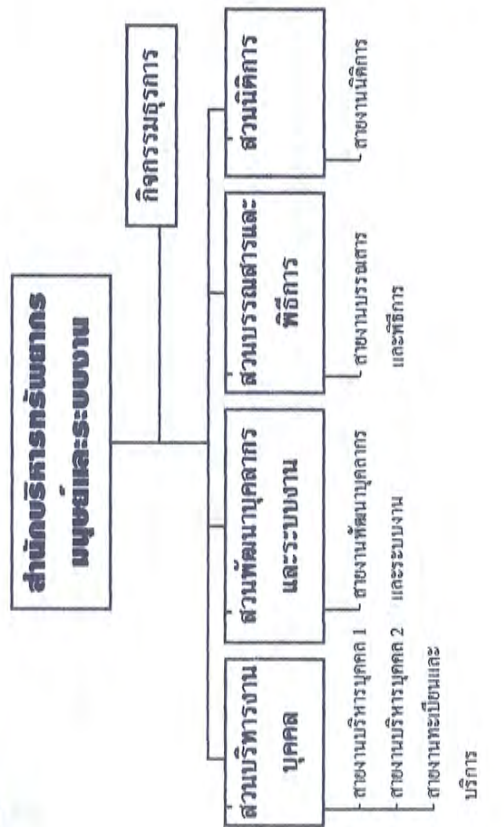 สำนักบริหารทรัพยากร
มนุษย์และระบบงาน
กิจกรรมธุรการ
ส่วนบริหารงาน
บุคคล
สายงานบริหารบุคคล 1
สายงานบริหารบุคคล 2
สายงานทะเบียนและ
บริการ
ส่วนพัฒนาบุคลากร
และระบบงาน
สายงานพัฒนาบุคลากร
และระบบงาน
ส่วนบรรณสารและ
พิธีการ
สายงานบรรณสาร
และพิธีการ
ส่วนนิติการ
สายงานนิติการ